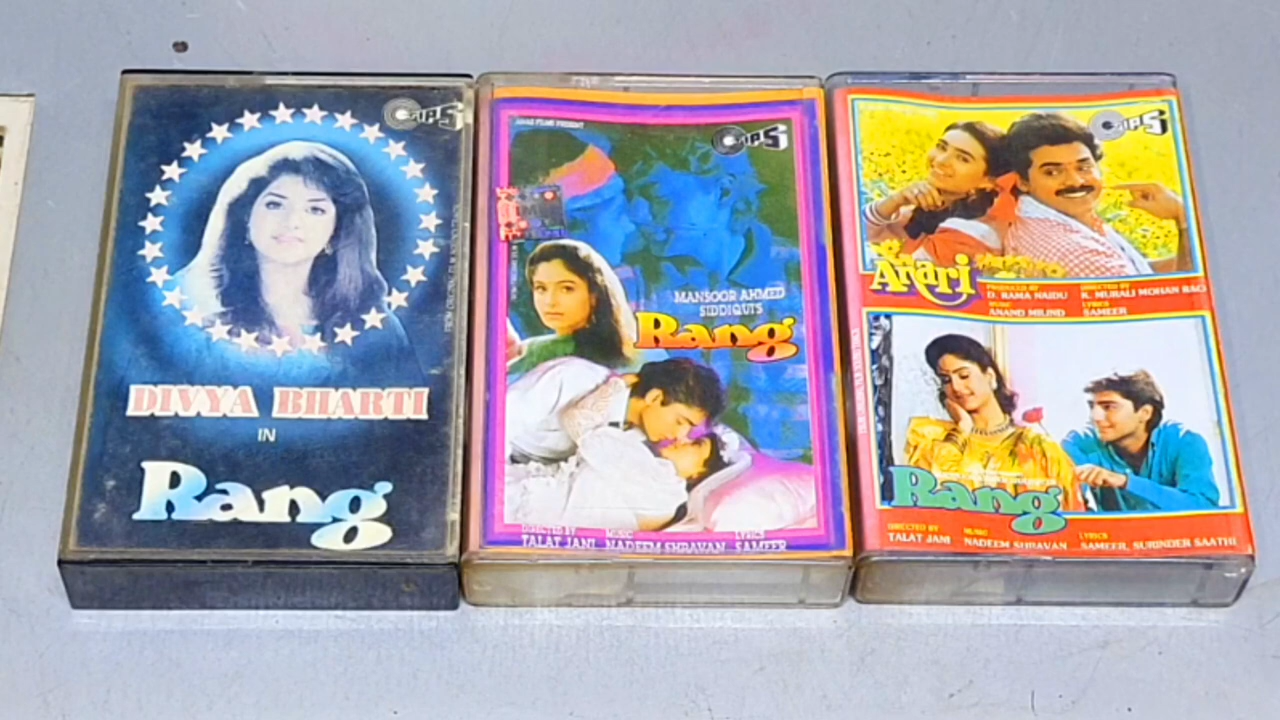 TIPS
DIVYA BHARTI
IN
Rang
TIPS
MANSOOR AHMED
SIDDIQUI'S
Rang
DIRECTED BY
TALAT JANI
MUSIC
NADEEM SHRAVAN
LYRICS
SAMEER
TIPS
Anari
PRODUCED BY
D. RAMA NAIDU
DIRECTED BY
K. MURALI MOHAN RAO
MUSIC
ANAND MILIND
LYRICS
SAMEER
Rang
DIRECTED BY
TALAT JANI
MUSIC
NADEEM SHRAVAN
LYRICS
SAMEER, SURINDER SAATHI